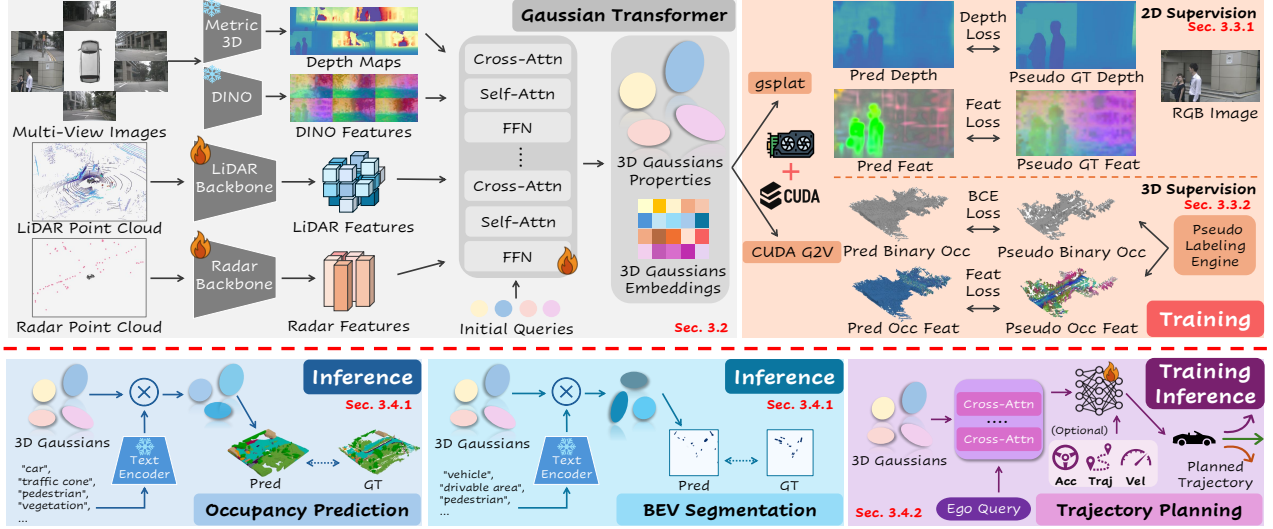 Gaussian Transformer
Metric
3D
Depth Maps
DINO
DINO Features
Multi-View Images
LiDAR
Backbone
LiDAR Features
LiDAR Point Cloud
Radar
Backbone
Radar Features
Radar Point Cloud
Cross-Attn
Self-Attn
FFN
Cross-Attn
Self-Attn
FFN
Initial Queries
3D Gaussians
Properties
3D Gaussians
Embeddings
Sec. 3.2
gsplat
CUDA
CUDA G2V
Depth
Loss
Pred Depth
Pseudo GT Depth
2D Supervision
Sec. 3.3.1
RGB Image
Feat
Loss
Pred Feat
Pseudo GT Feat
3D Supervision
Sec. 3.3.2
BCE
Loss
Pred Binary Occ
Pseudo Binary Occ
Pseudo
Labeling
Engine
Feat
Loss
Pred Occ Feat
Pseudo Occ Feat
Training
Inference
Sec. 3.4.1
3D Gaussians
Text
Encoder
"car",
"traffic cone",
"pedestrian",
"vegetation",
...
Pred
GT
Occupancy Prediction
Inference
Sec. 3.4.1
3D Gaussians
Text
Encoder
"vehicle",
"drivable area",
"pedestrian",
...
Pred
GT
BEV Segmentation
Training
Inference
3D Gaussians
Cross-Attn
....
Cross-Attn
(Optional)
Acc
Traj
Vel
Planned
Trajectory
Sec. 3.4.2
Ego Query
Trajectory Planning